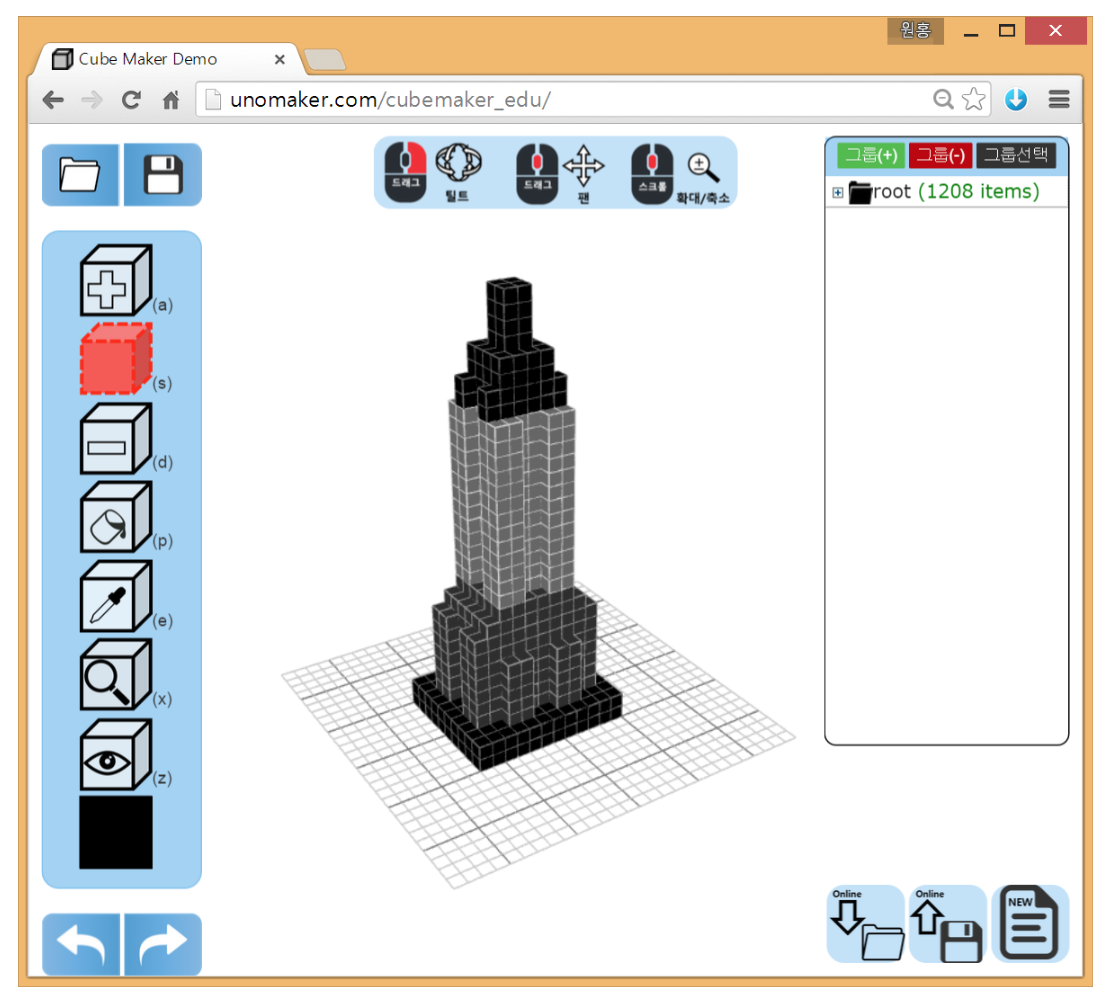 원홍
Cube Maker Demo
unomaker.com/cubemaker_edu/
드래그
틸트
드래그
팬
스크롤
확대/축소
그룹(+)
그룹(-)
그룹선택
root (1208 items)
(a)
(s)
(d)
(p)
(e)
(x)
(z)
Online
Online
NEW